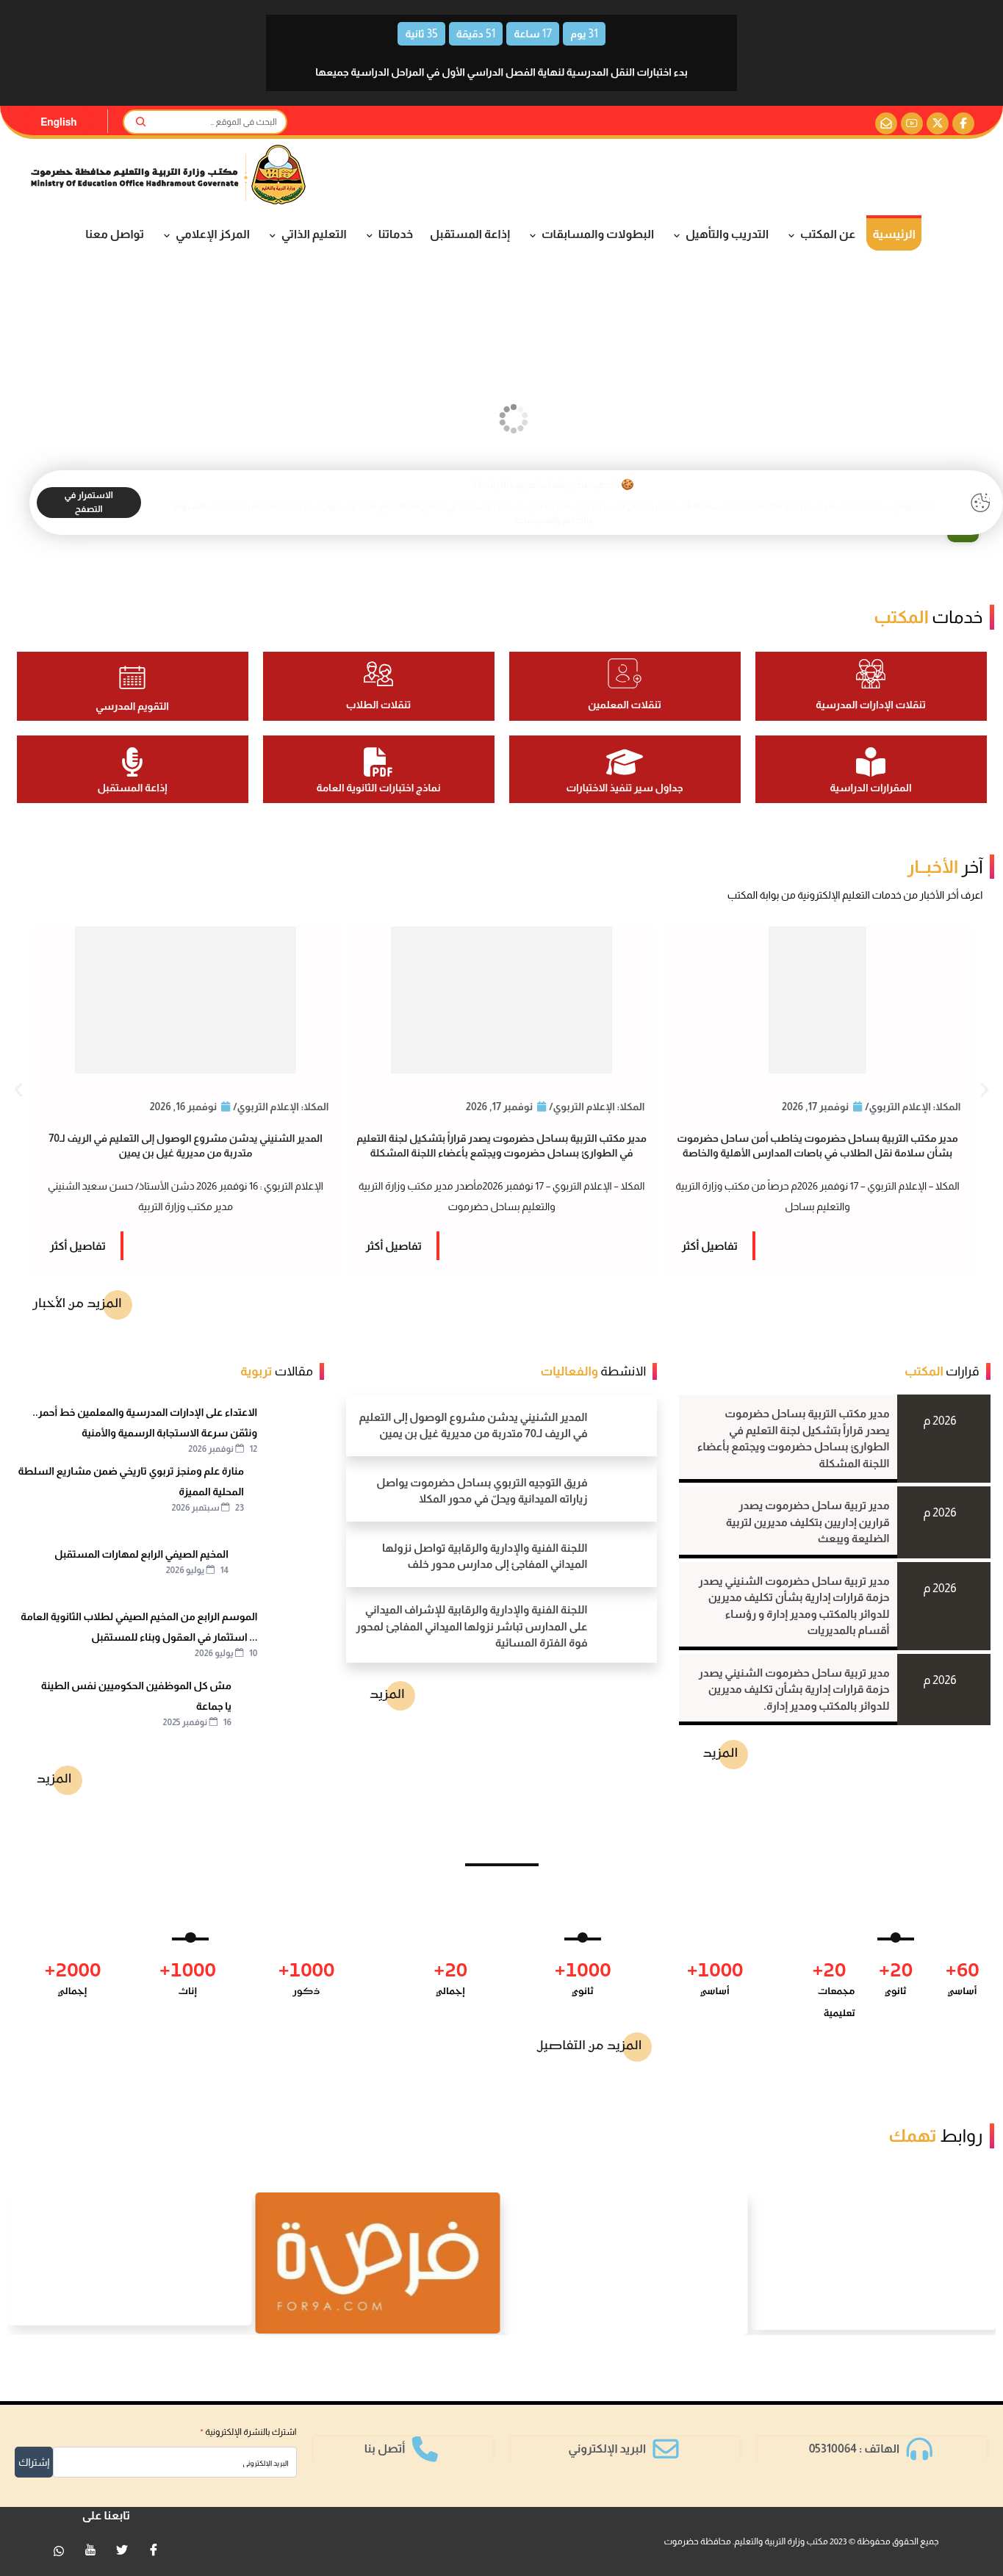 31 يوم 17 ساعة 51 دقيقة 35 ثانية
بدء اختبارات النقل المدرسية لنهاية الفصل الدراسي الأول في المراحل الدراسية جميعها
البحث في الموقع ..
English
مكتب وزارة التربية والتعليم محافظة حضرموت
Ministry Of Education Office Hadhramout Governate
الرئيسية
عن المكتب
التدريب والتأهيل
البطولات والمسابقات
إذاعة المستقبل
خدماتنا
التعليم الذاتي
المركز الإعلامي
تواصل معنا
الاستمرار في
التصفح
خدمات المكتب
تنقلات الإدارات المدرسية
تنقلات المعلمين
تنقلات الطلاب
التقويم المدرسي
المقرارات الدراسية
جداول سير تنفيذ الاختبارات
نماذج اختبارات الثانوية العامة
إذاعة المستقبل
آخر الأخبــار
اعرف أخر الأخبار من خدمات التعليم الإلكترونية من بوابة المكتب
المكلا: الإعلام التربوي/ نوفمبر 17, 2026
مدير مكتب التربية بساحل حضرموت يخاطب أمن ساحل حضرموت
بشأن سلامة نقل الطلاب في باصات المدارس الأهلية والخاصة
المكلا – الإعلام التربوي – 17 نوفمبر 2026م حرصاً من مكتب وزارة التربية
والتعليم بساحل
تفاصيل أكثر
المكلا: الإعلام التربوي/ نوفمبر 17, 2026
مدير مكتب التربية بساحل حضرموت يصدر قراراً بتشكيل لجنة التعليم
في الطوارئ بساحل حضرموت ويجتمع بأعضاء اللجنة المشكلة
المكلا – الإعلام التربوي – 17 نوفمبر 2026مأصدر مدير مكتب وزارة التربية
والتعليم بساحل حضرموت
تفاصيل أكثر
المكلا: الإعلام التربوي/ نوفمبر 16, 2026
المدير الشنيني يدشن مشروع الوصول إلى التعليم في الريف لـ70
متدربة من مديرية غيل بن يمين
الإعلام التربوي : 16 نوفمبر 2026 دشن الأستاذ/ حسن سعيد الشنيني
مدير مكتب وزارة التربية
تفاصيل أكثر
المزيد من الأخبار
قرارات المكتب
2026 م
مدير مكتب التربية بساحل حضرموت
يصدر قراراً بتشكيل لجنة التعليم في
الطوارئ بساحل حضرموت ويجتمع بأعضاء
اللجنة المشكلة
2026 م
مدير تربية ساحل حضرموت يصدر
قرارين إداريين بتكليف مديرين لتربية
الضليعة ويبعث
2026 م
مدير تربية ساحل حضرموت الشنيني يصدر
حزمة قرارات إدارية بشأن تكليف مديرين
للدوائر بالمكتب ومدير إدارة و رؤساء
أقسام بالمديريات
2026 م
مدير تربية ساحل حضرموت الشنيني يصدر
حزمة قرارات إدارية بشأن تكليف مديرين
للدوائر بالمكتب ومدير إدارة.
المزيد
الانشطة والفعاليات
المدير الشنيني يدشن مشروع الوصول إلى التعليم
في الريف لـ70 متدربة من مديرية غيل بن يمين
فريق التوجيه التربوي بساحل حضرموت يواصل
زياراته الميدانية ويحلّ في محور المكلا
اللجنة الفنية والإدارية والرقابية تواصل نزولها
الميداني المفاجئ إلى مدارس محور خلف
اللجنة الفنية والإدارية والرقابية للإشراف الميداني
على المدارس تباشر نزولها الميداني المفاجئ لمحور
فوة الفترة المسائية
المزيد
مقالات تربوية
الاعتداء على الإدارات المدرسية والمعلمين خط أحمر..
ونثمّن سرعة الاستجابة الرسمية والأمنية
12 نوفمبر 2026
منارة علم ومنجز تربوي تاريخي ضمن مشاريع السلطة
المحلية المميزة
23 سبتمبر 2026
المخيم الصيفي الرابع لمهارات المستقبل
14 يوليو 2026
الموسم الرابع من المخيم الصيفي لطلاب الثانوية العامة
... استثمار في العقول وبناء للمستقبل
10 يوليو 2026
مش كل الموظفين الحكوميين نفس الطينة
يا جماعة
16 نوفمبر 2025
المزيد
+60
أساسي
+20
ثانوي
+20
مجمعات
تعليمية
+1000
أساسي
+1000
ثانوي
+20
إجمالي
+1000
ذكور
+1000
إناث
+2000
إجمالي
المزيد من التفاصيل
روابط تهمك
فرصة
FOR9A.COM
الهاتف : 05310064
البريد الإلكتروني
أتصل بنا
اشترك بالنشرة الإلكترونية *
البريد الالكتروني
إشتراك
جميع الحقوق محفوظة © 2023 مكتب وزارة التربية والتعليم. محافظة حضرموت
تابعنا على